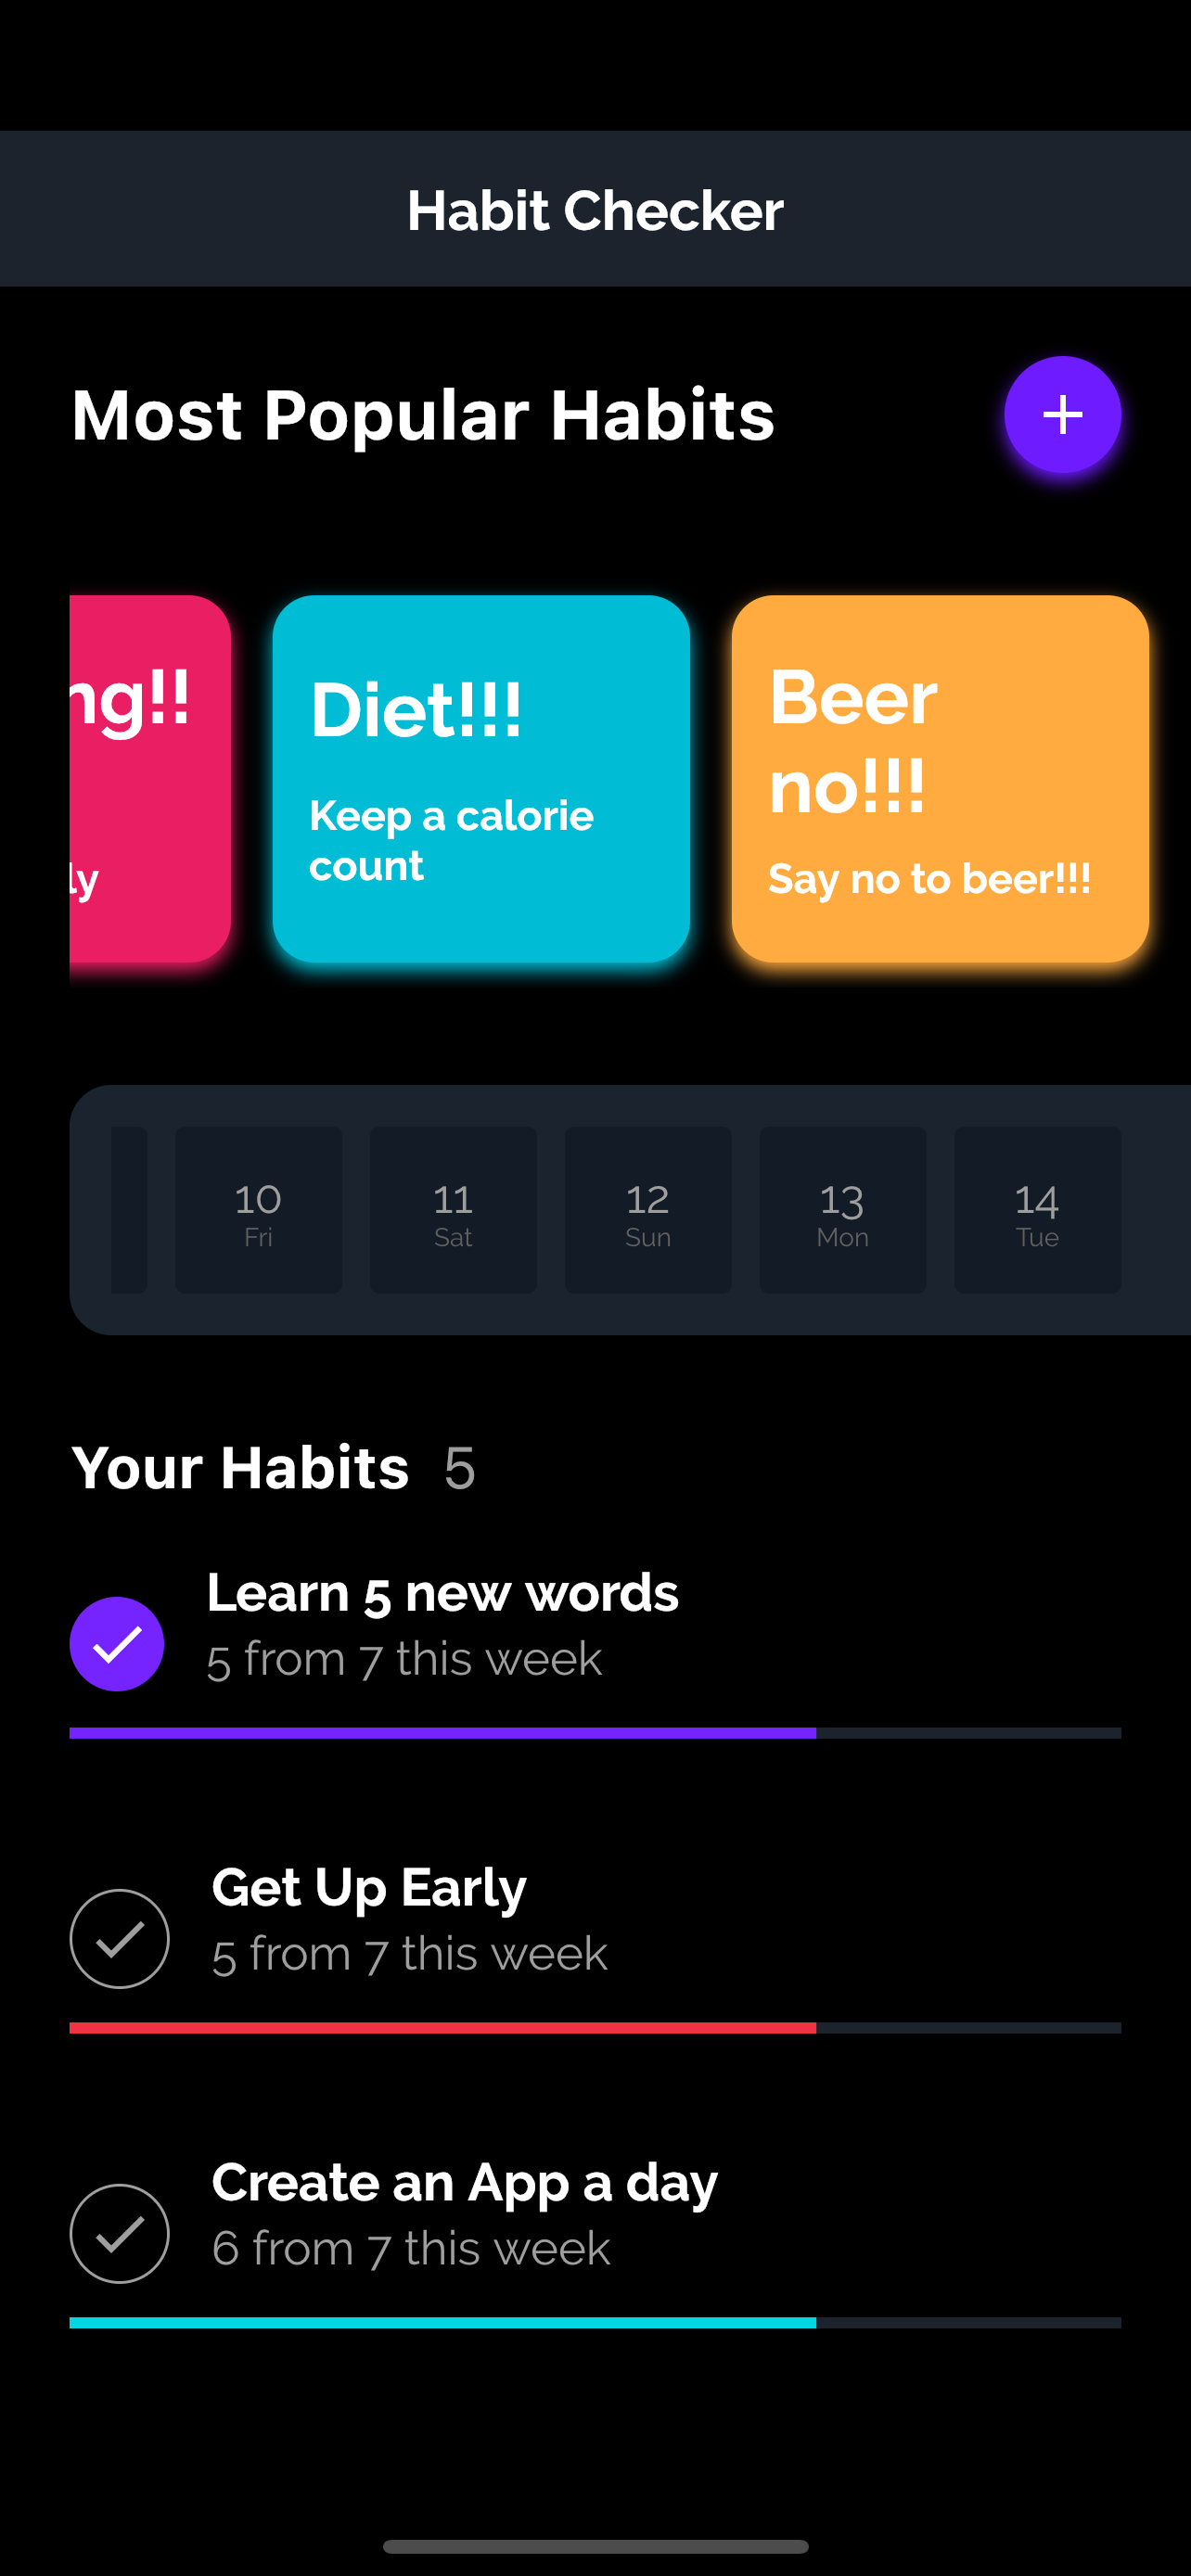 Habit Checker
Most Popular Habits
+
ng!!
ly
Diet!!!
Keep a calorie
count
Beer
no!!!
Say no to beer!!!
10
Fri
11
Sat
12
Sun
13
Mon
14
Tue
Your Habits 5
Learn 5 new words
5 from 7 this week
Get Up Early
5 from 7 this week
Create an App a day
6 from 7 this week